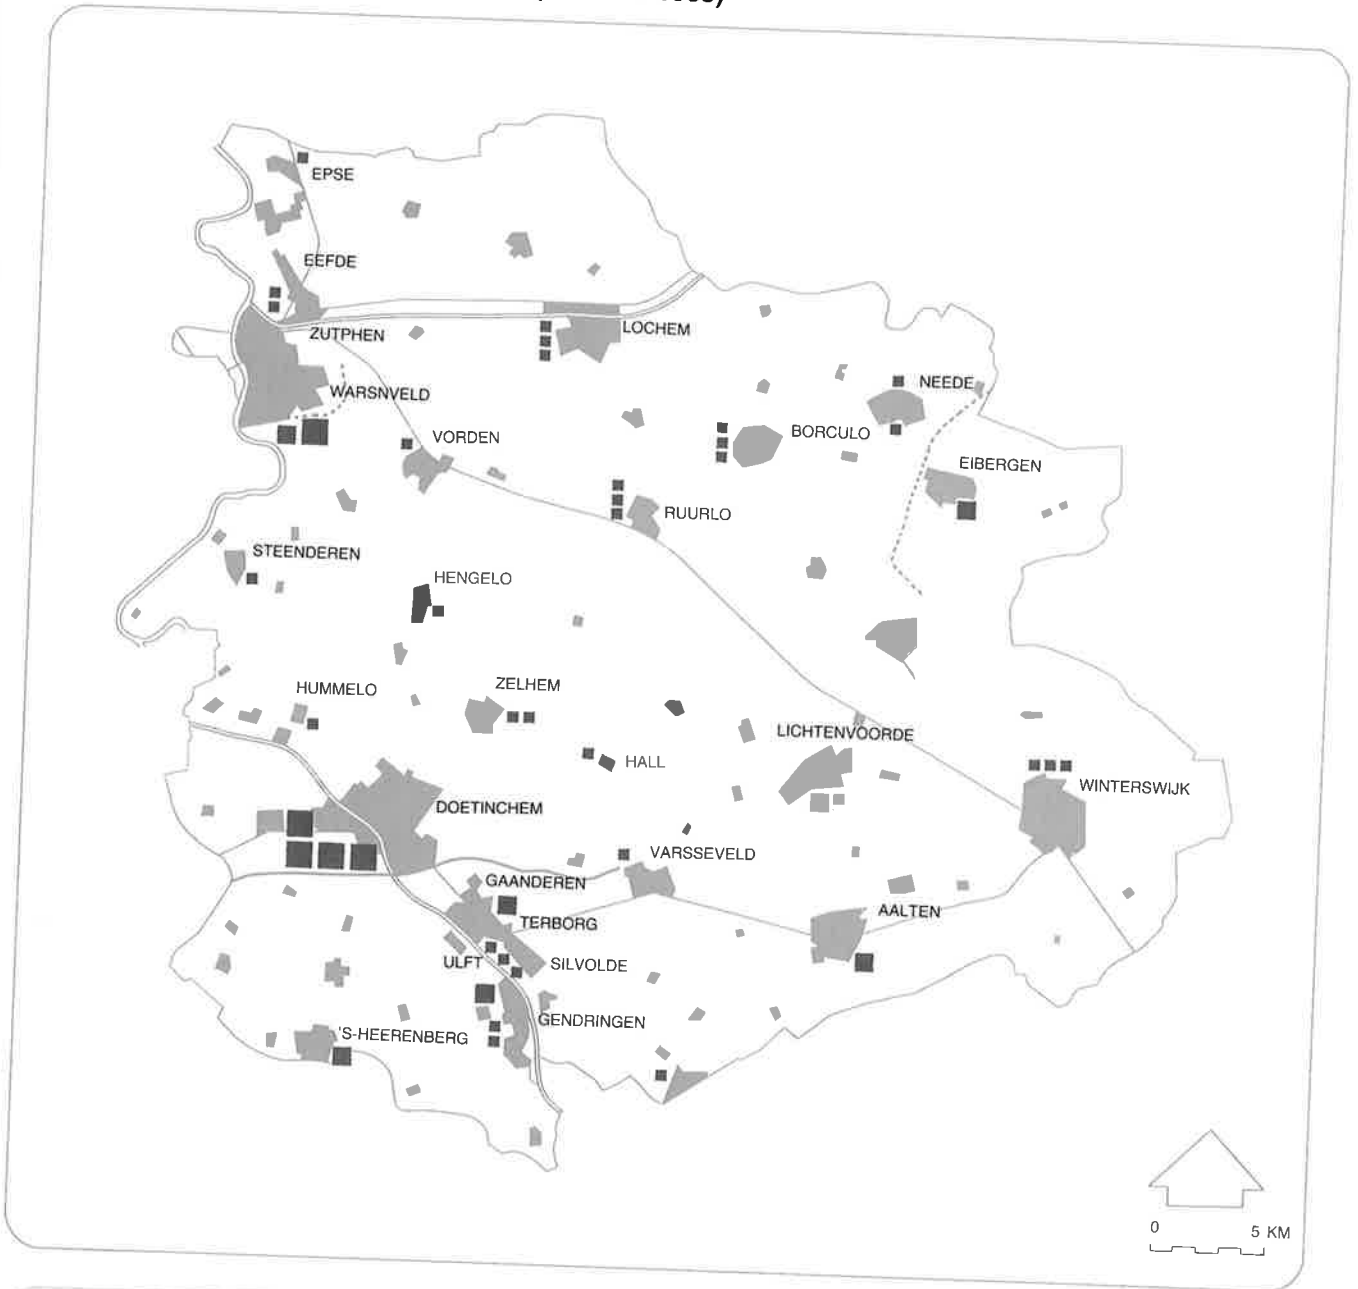 EPSE
EEFDE
ZUTPHEN
LOCHEM
WARSNVELD
NEEDE
VORDEN
BORCULO
EIBERGEN
RUURLO
STEENDEREN
HENGELO
HUMMELO
ZELHEM
LICHTENVOORDE
HALL
WINTERSWIJK
DOETINCHEM
VARSSEVELD
GAANDEREN
AALTEN
TERBORG
ULFT
SILVOLDE
GENDRINGEN
'S-HEERENBERG
0 5 KM